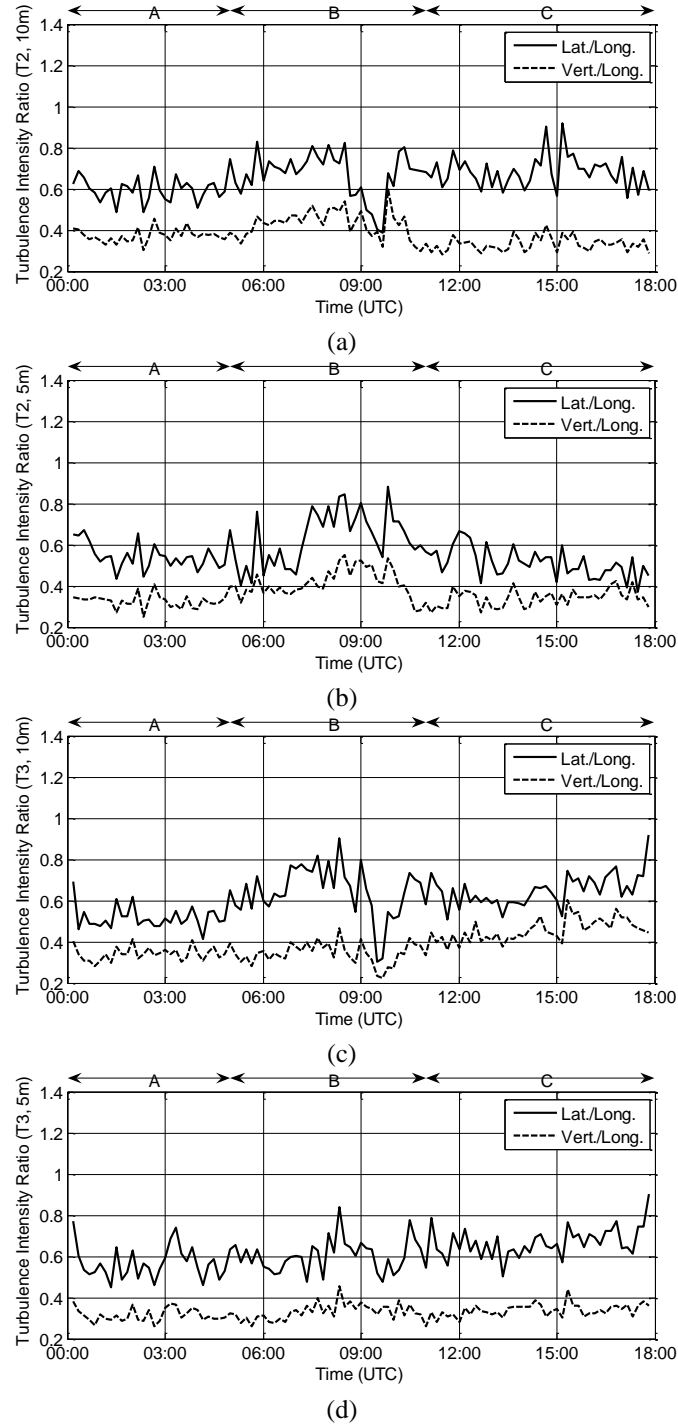 A B C
Turbulence Intensity Ratio (T2, 10m)
1.4
1.2
1
0.8
0.6
0.4
0.2
Lat./Long.
Vert./Long.
00:00 03:00 06:00 09:00 12:00 15:00 18:00
Time (UTC)
(a)
A B C
Turbulence Intensity Ratio (T2, 5m)
1.4
1.2
1
0.8
0.6
0.4
0.2
Lat./Long.
Vert./Long.
00:00 03:00 06:00 09:00 12:00 15:00 18:00
Time (UTC)
(b)
A B C
Turbulence Intensity Ratio (T3, 10m)
1.4
1.2
1
0.8
0.6
0.4
0.2
Lat./Long.
Vert./Long.
00:00 03:00 06:00 09:00 12:00 15:00 18:00
Time (UTC)
(c)
A B C
Turbulence Intensity Ratio (T3, 5m)
1.4
1.2
1
0.8
0.6
0.4
0.2
Lat./Long.
Vert./Long.
00:00 03:00 06:00 09:00 12:00 15:00 18:00
Time (UTC)
(d)